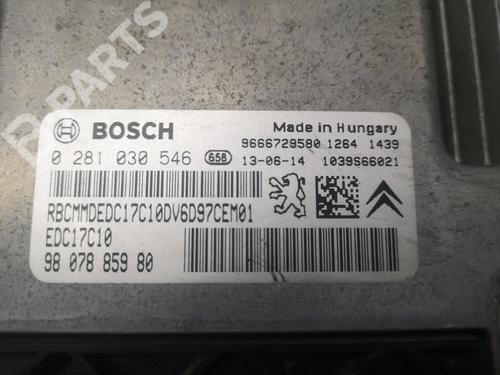 B-PARTS
BOSCH
Made in Hungary
9666729580 1264 1439
0 281 030 546 658 13-06-14 1039S66021
RBCMMDEDC17C10DV6D97CEM01
EDC17C10
98 078 859 80